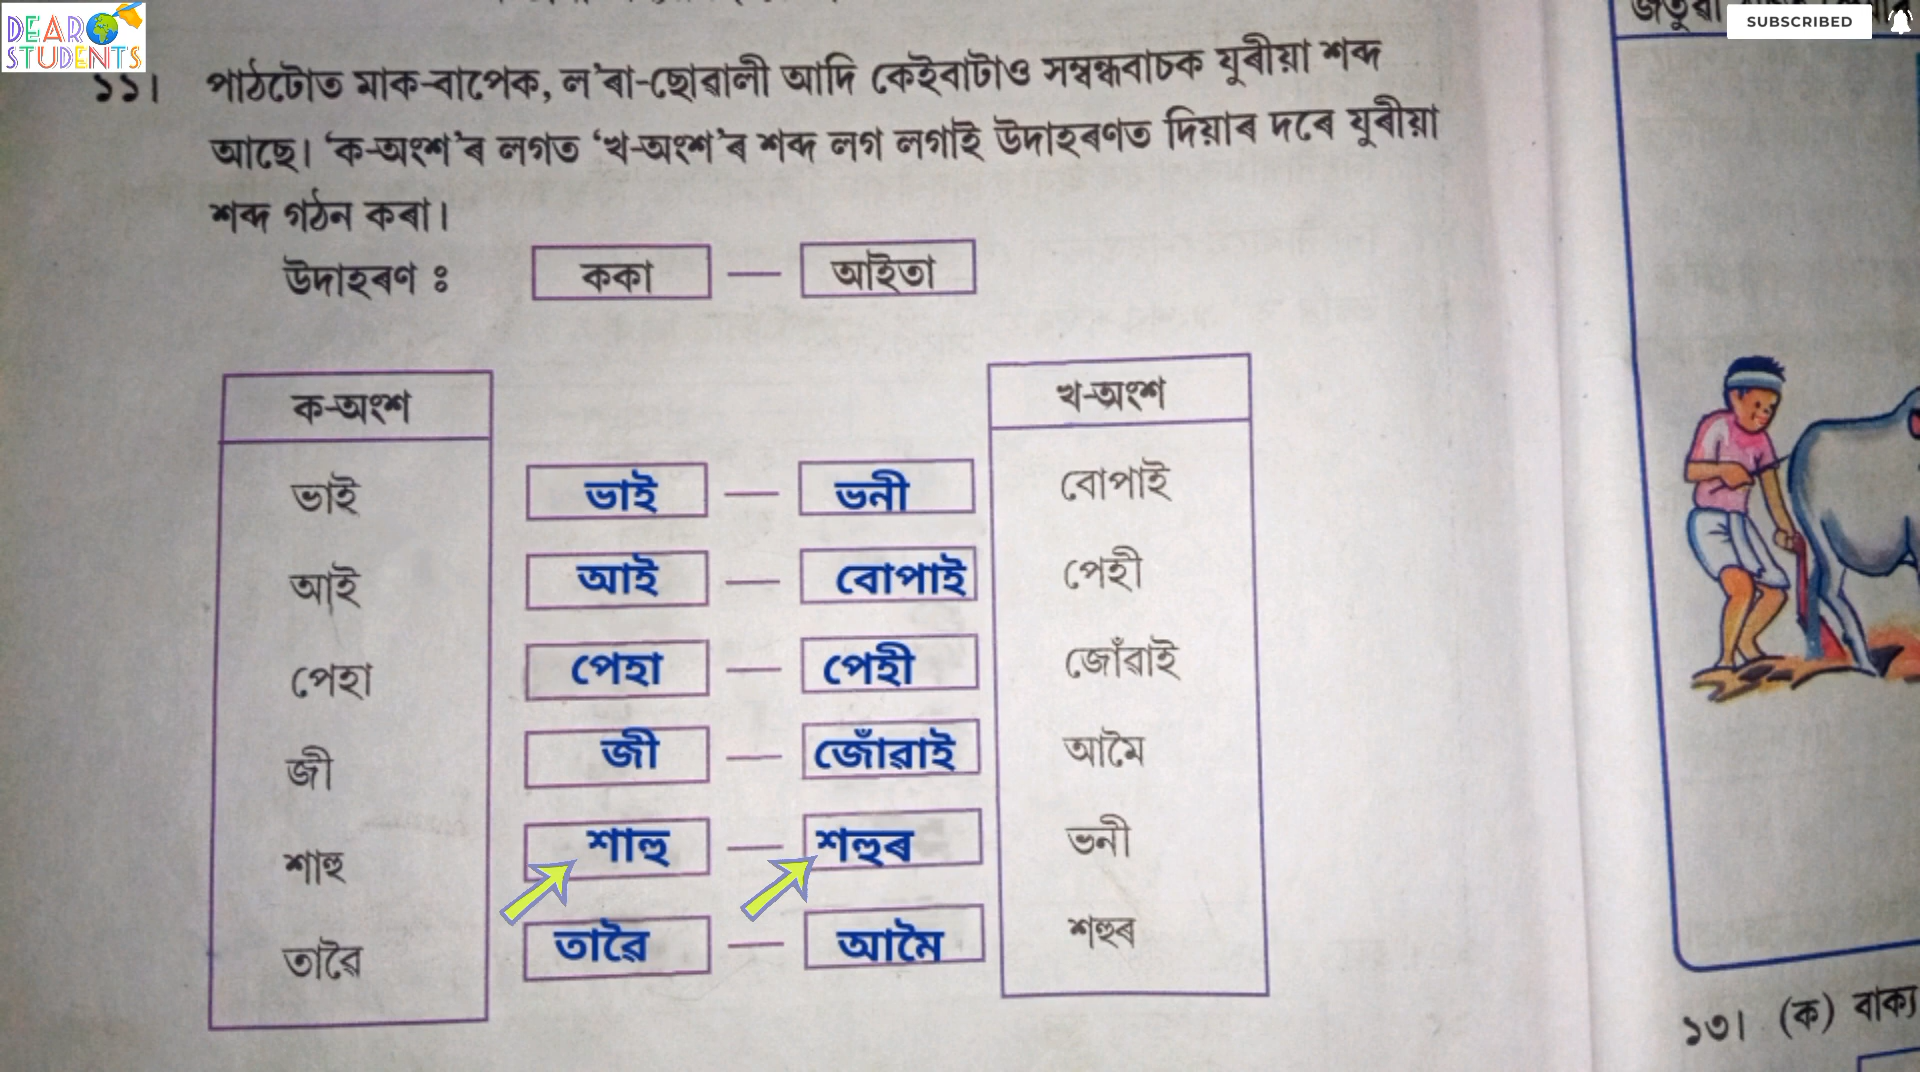 DEAR
STUDENTS
SUBSCRIBED
১১। পাঠটোত মাক-বাপেক, ল'ৰা-ছোৱালী আদি কেইবাটাও সম্বন্ধবাচক যুৰীয়া শব্দ
আছে। 'ক-অংশ'ৰ লগত 'খ-অংশ'ৰ শব্দ লগ লগাই উদাহৰণত দিয়াৰ দৰে যুৰীয়া
শব্দ গঠন কৰা।
উদাহৰণ ঃ ককা — আইতা
ক-অংশ খ-অংশ
ভাই ভাই — ভনী বোপাই
আই আই — বোপাই পেহী
পেহা পেহা — পেহী জোঁৱাই
জী জী — জোঁৱাই আমৈ
শাহু শাহু — শহুৰ ভনী
তাৱৈ তাৱৈ — আমৈ শহুৰ
১৩। (ক) বাক্য